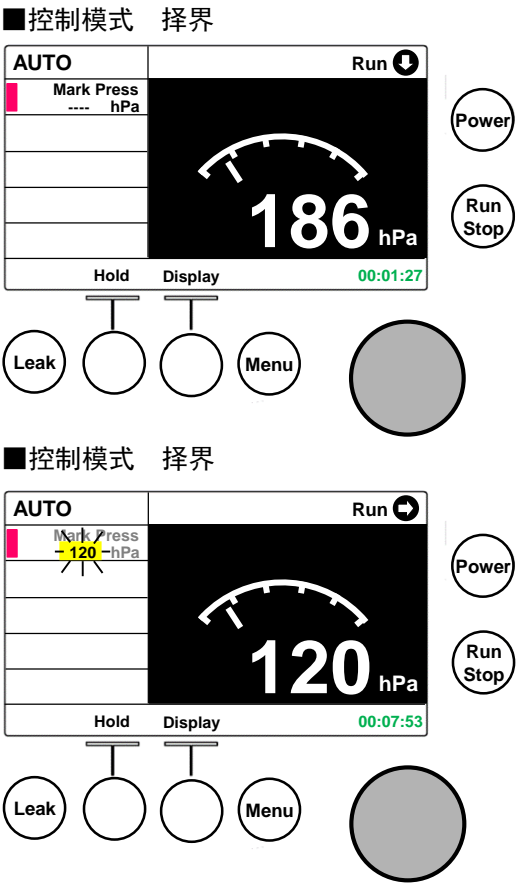 ■控制模式　择界
AUTO
Run
Mark Press
---- hPa
186 hPa
Power
Run
Stop
Hold
Display
00:01:27
Leak
Menu
■控制模式　择界
AUTO
Run
Mark Press
120 hPa
120 hPa
Power
Run
Stop
Hold
Display
00:07:53
Leak
Menu